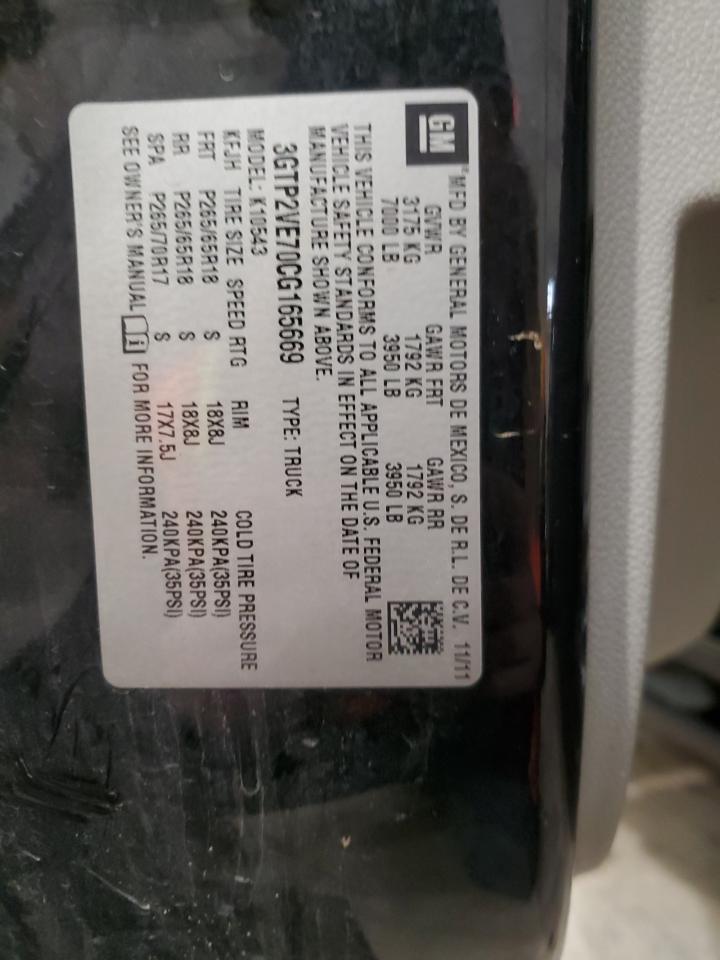 GM
MFD BY GENERAL MOTORS DE MEXICO, S. DE R.L. DE C.V. 11/11
GVWR GAWR FRT GAWR RR
3175 KG 1792 KG 1792 KG
7000 LB 3950 LB 3950 LB
THIS VEHICLE CONFORMS TO ALL APPLICABLE U.S. FEDERAL MOTOR
VEHICLE SAFETY STANDARDS IN EFFECT ON THE DATE OF
MANUFACTURE SHOWN ABOVE.
3GTP2VE70CG165669 TYPE: TRUCK
MODEL: K10543
KFJH TIRE SIZE SPEED RTG RIM COLD TIRE PRESSURE
FRT P265/65R18 S 18X8J 240KPA(35PSI)
RR P265/65R18 S 18X8J 240KPA(35PSI)
SPA P265/70R17 S 17X7.5J 240KPA(35PSI)
SEE OWNER'S MANUAL FOR MORE INFORMATION.